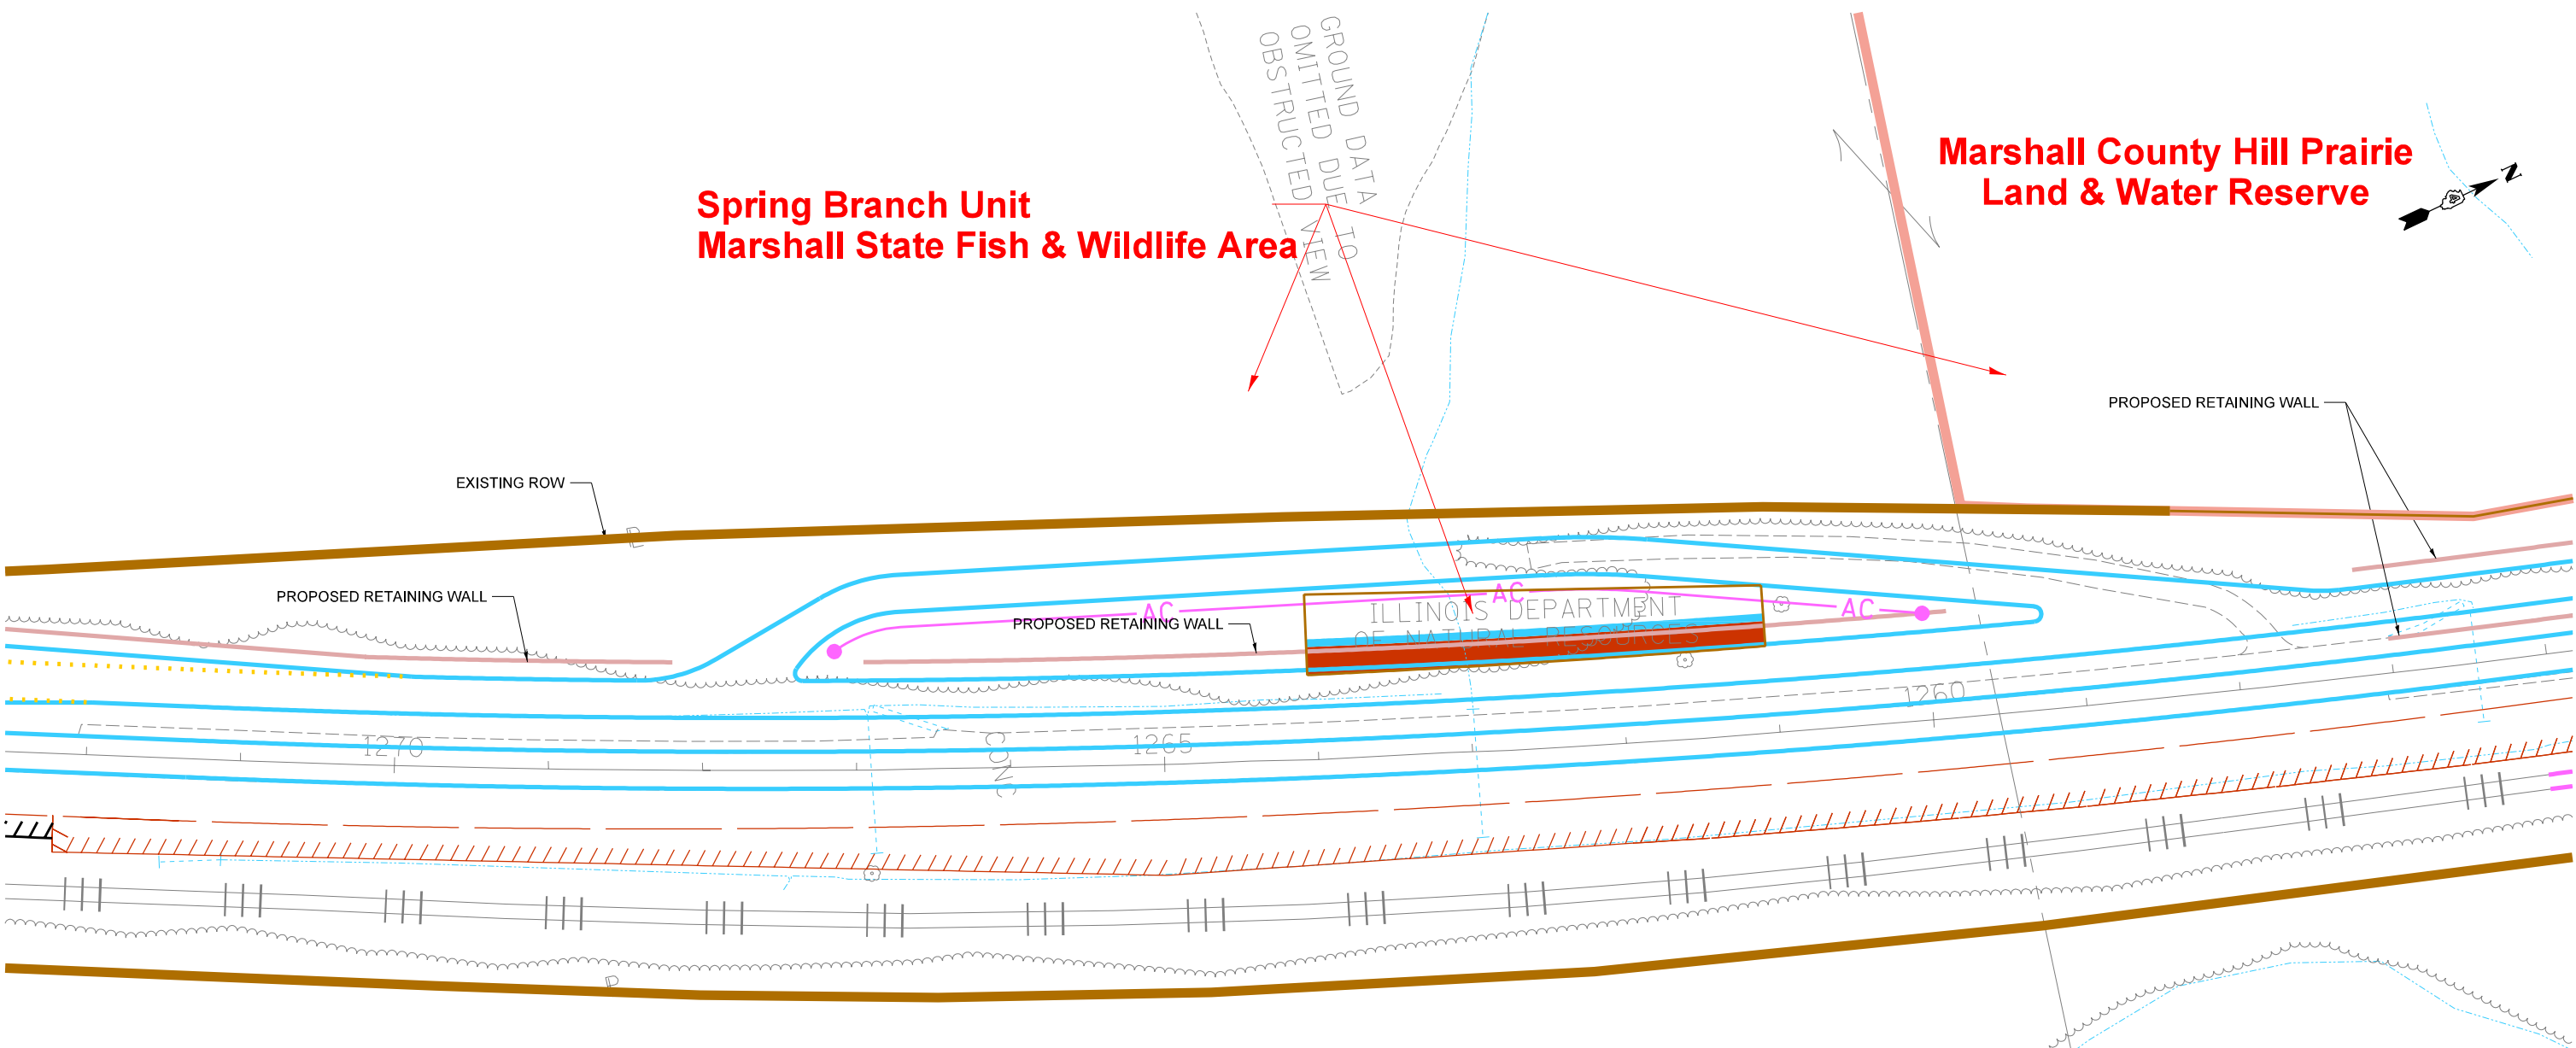 GROUND DATA
OMITTED DUE TO
OBSTRUCTED VIEW
Marshall County Hill Prairie
Land & Water Reserve
N
Spring Branch Unit
Marshall State Fish & Wildlife Area
PROPOSED RETAINING WALL
EXISTING ROW
P
PROPOSED RETAINING WALL
AC
AC
AC
ILLINOIS DEPARTMENT
PROPOSED RETAINING WALL
OF NATURAL RESOURCES
1260
1270
1265
CONC
P